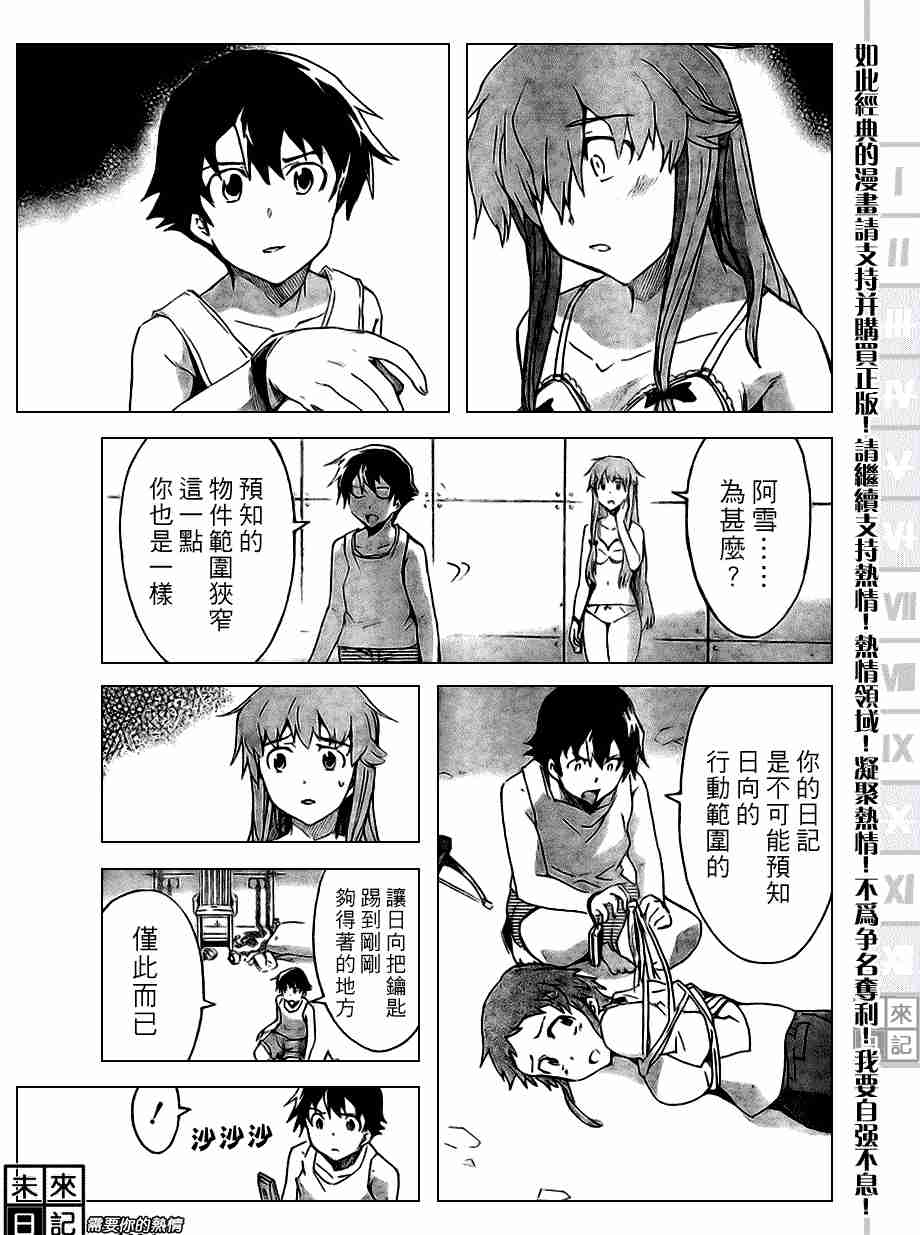 阿雪……
為甚麼？
預知的
物件範圍狹窄
這一點
你也是一樣
你的日記
是不可能預知
日向的
行動範圍的
讓日向把鑰匙
踢到剛剛
夠得著的地方
僅此而已
！
沙沙沙
如此經典的漫畫請支持并購買正版！請繼續支持熱情！熱情領域！凝聚熱情！不爲争名奪利！我要自强不息！
I
II
III
IV
V
VI
VII
VIII
IX
X
XI
來
記
未來
日記
需要你的熱情